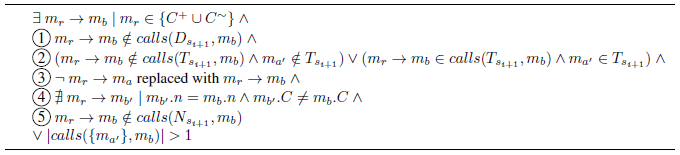 ∃ m_r → m_b | m_r ∈ {C⁺ ∪ C~} ∧
① m_r → m_b ∉ calls(D_{s_{i+1}}, m_b) ∧
② (m_r → m_b ∉ calls(T_{s_{i+1}}, m_b) ∧ m_{a'} ∉ T_{s_{i+1}}) ∨ (m_r → m_b ∈ calls(T_{s_{i+1}}, m_b) ∧ m_{a'} ∈ T_{s_{i+1}}) ∧
③ ¬ m_r → m_a replaced with m_r → m_b ∧
④ ∄ m_r → m_{b'} | m_{b'}.n = m_b.n ∧ m_{b'}.C ≠ m_b.C ∧
⑤ m_r → m_b ∉ calls(N_{s_{i+1}}, m_b)
∨ |calls({m_{a'}}, m_b)| > 1